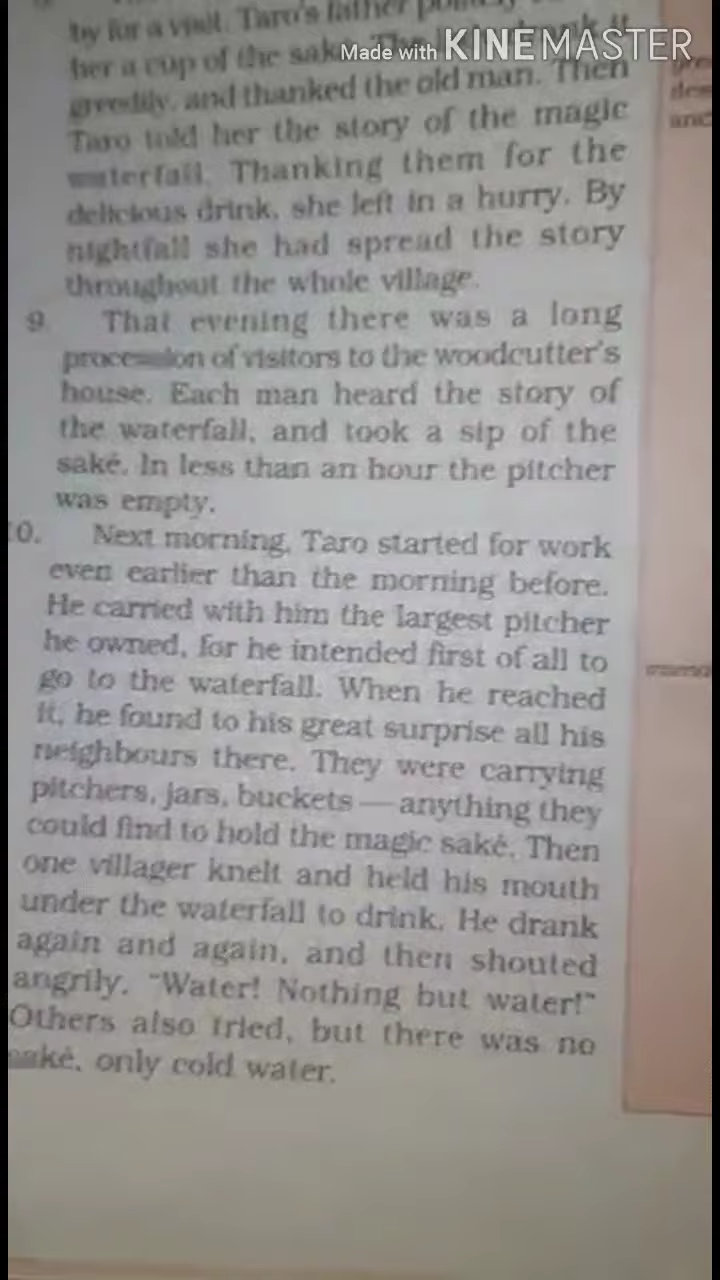 by for a visit. Taro's father
her a cup of the saké.
Made with KINEMASTER
greedily, and thanked the old man. Then
Taro told her the story of the magic
waterfall. Thanking them for the
delicious drink, she left in a hurry. By
nightfall she had spread the story
throughout the whole village.
9. That evening there was a long
procession of visitors to the woodcutter's
house. Each man heard the story of
the waterfall, and took a sip of the
saké. In less than an hour the pitcher
was empty.
10. Next morning, Taro started for work
even earlier than the morning before.
He carried with him the largest pitcher
he owned, for he intended first of all to
go to the waterfall. When he reached
it, he found to his great surprise all his
neighbours there. They were carrying
pitchers, jars, buckets — anything they
could find to hold the magic saké. Then
one villager knelt and held his mouth
under the waterfall to drink. He drank
again and again, and then shouted
angrily, "Water! Nothing but water!"
Others also tried, but there was no
saké, only cold water.